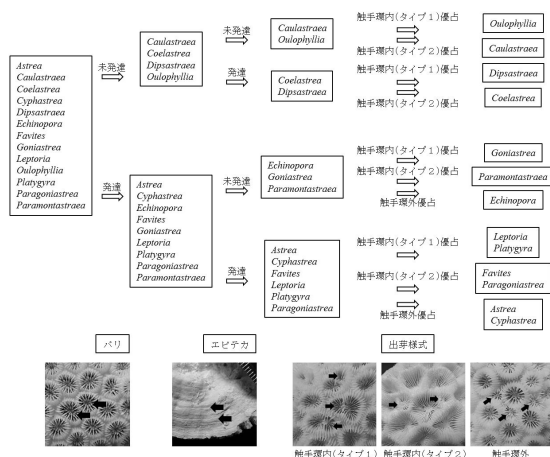 Astrea
Caulastraea
Coelastrea
Cyphastrea
Dipsastraea
Echinopora
Favites
Goniastrea
Leptoria
Oulophyllia
Platygyra
Paragoniastrea
Paramontastraea
未発達
Caulastraea
Coelastrea
Dipsastraea
Oulophyllia
未発達
Caulastraea
Oulophyllia
触手環内(タイプ1)優占
Oulophyllia
触手環内(タイプ2)優占
Caulastraea
発達
Coelastrea
Dipsastraea
触手環内(タイプ1)優占
Dipsastraea
触手環内(タイプ2)優占
Coelastrea
発達
Astrea
Cyphastrea
Echinopora
Favites
Goniastrea
Leptoria
Platygyra
Paragoniastrea
Paramontastraea
未発達
Echinopora
Goniastrea
Paramontastraea
触手環内(タイプ1)優占
Goniastrea
触手環内(タイプ2)優占
Paramontastraea
触手環外優占
Echinopora
発達
Astrea
Cyphastrea
Favites
Leptoria
Platygyra
Paragoniastrea
触手環内(タイプ1)優占
Leptoria
Platygyra
触手環内(タイプ2)優占
Favites
Paragoniastrea
触手環外優占
Astrea
Cyphastrea
パリ
エピテカ
出芽様式
触手環内(タイプ1)
触手環内(タイプ2)
触手環外